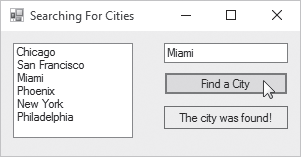 Searching For Cities
Chicago
San Francisco
Miami
Phoenix
New York
Philadelphia
Miami
Find a City
The city was found!